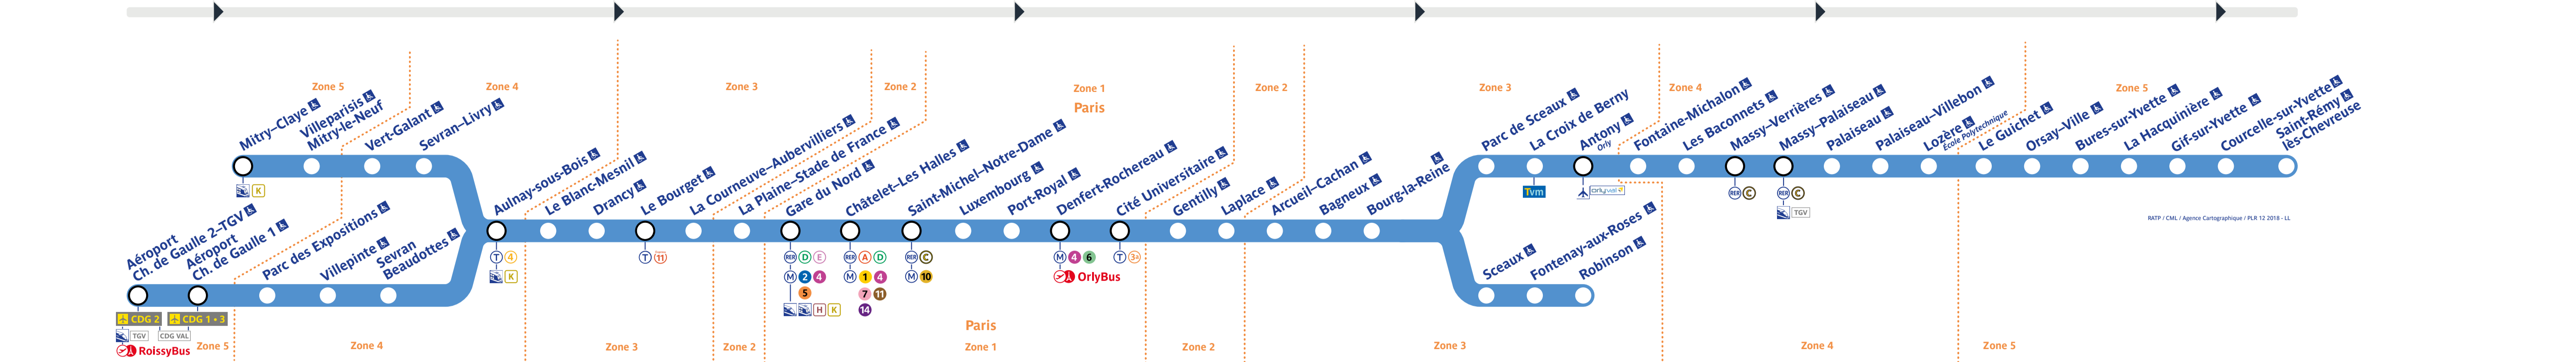 Zone 5
Zone 4
Zone 3
Zone 2
Zone 1
Paris
Zone 2
Zone 3
Zone 4
Zone 5
Mitry–Claye
Villeparisis
Mitry-le-Neuf
Vert-Galant
Sevran–Livry
K
Aéroport
Ch. de Gaulle 2–TGV
Aéroport
Ch. de Gaulle 1
Parc des Expositions
Villepinte
Sevran
Beaudottes
CDG 2
CDG 1 • 3
TGV
CDG VAL
RoissyBus
Aulnay-sous-Bois
T 4
K
Le Blanc-Mesnil
Drancy
Le Bourget
T 11
La Courneuve–Aubervilliers
La Plaine–Stade de France
Gare du Nord
RER D E
M 2 4
5
H K
Châtelet–Les Halles
RER A D
M 1 4
7 11
14
Saint-Michel–Notre-Dame
RER C
M 10
Luxembourg
Port-Royal
Denfert-Rochereau
M 4 6
OrlyBus
Cité Universitaire
T 3a
Gentilly
Laplace
Arcueil–Cachan
Bagneux
Bourg-la-Reine
Parc de Sceaux
La Croix de Berny
Tvm
Antony
Orly
orlyval
Fontaine-Michalon
Les Baconnets
Massy–Verrières
RER C
Massy–Palaiseau
RER C
TGV
Palaiseau
Palaiseau–Villebon
Lozère
École Polytechnique
Le Guichet
Orsay–Ville
Bures-sur-Yvette
La Hacquinière
Gif-sur-Yvette
Courcelle-sur-Yvette
Saint-Rémy
lès-Chevreuse
Sceaux
Fontenay-aux-Roses
Robinson
RATP / CML / Agence Cartographique / PLR 12 2018 - LL
Zone 5
Zone 4
Zone 3
Zone 2
Paris
Zone 1
Zone 2
Zone 3
Zone 4
Zone 5